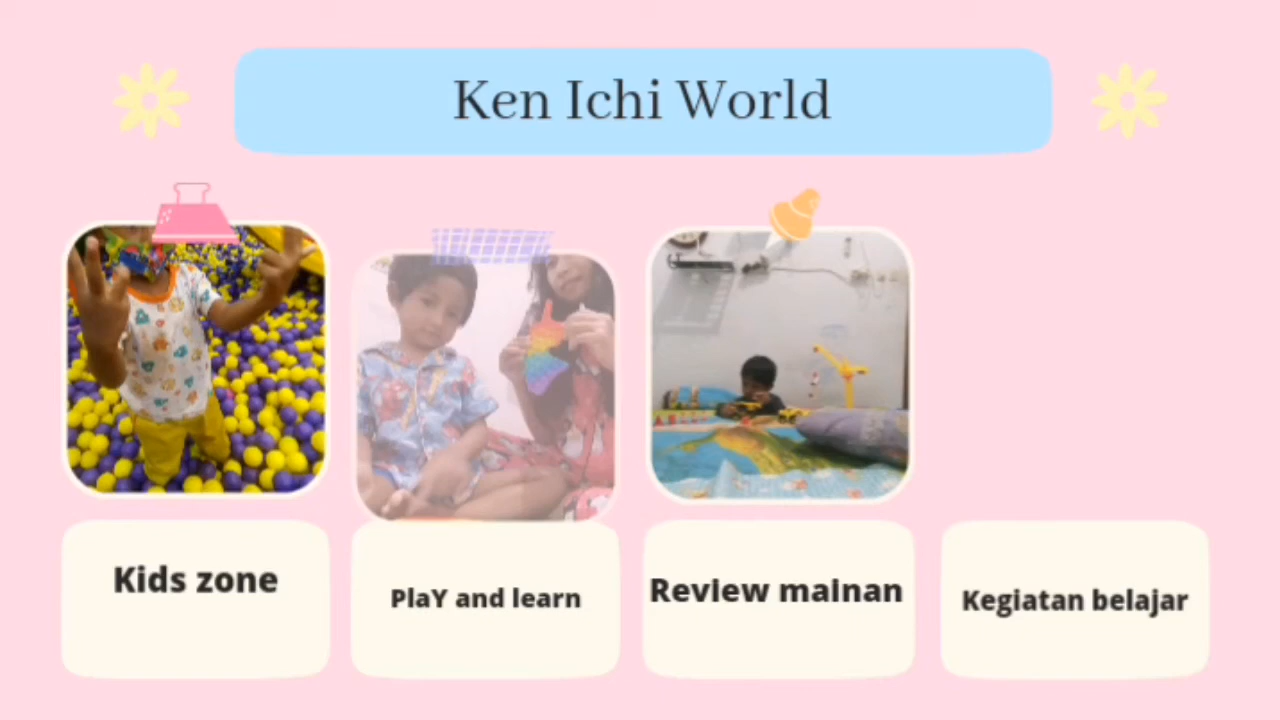 Ken Ichi World
Kids zone
PlaY and learn
Review mainan
Kegiatan belajar